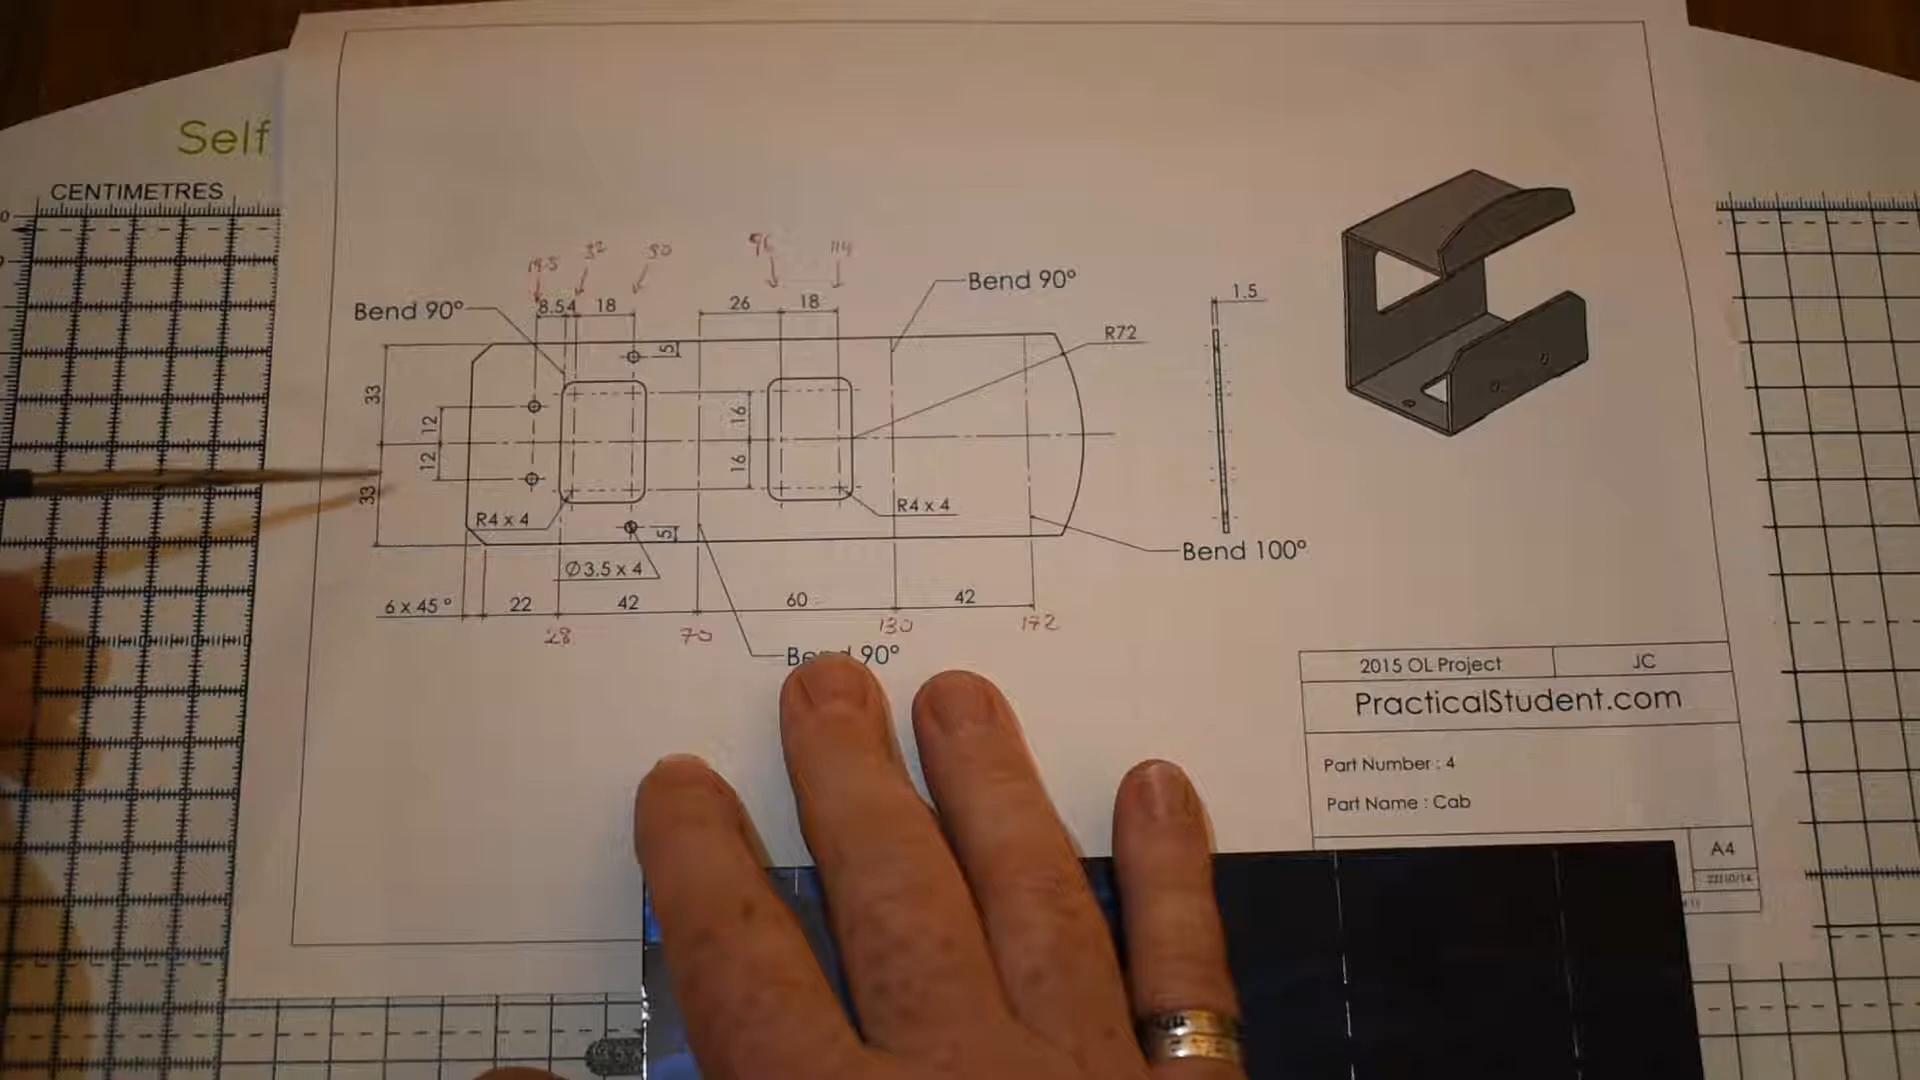 Self
CENTIMETRES
19.5 32 50 96 114
Bend 90°
8.5 4 18 26 18
Bend 90°
1.5
R72
5
33
12
16
12
16
33
R4 x 4
R4 x 4
5
Ø3.5 x 4
Bend 100°
6 x 45° 22 42 60 42
28 70 130 172
Bend 90°
2015 OL Project JC
PracticalStudent.com
Part Number : 4
Part Name : Cab
A4